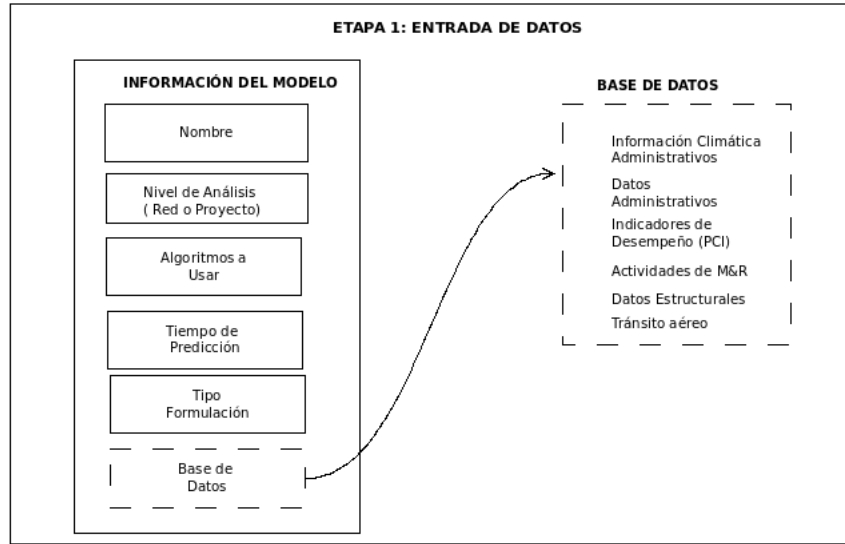 ETAPA 1: ENTRADA DE DATOS
INFORMACIÓN DEL MODELO
Nombre
Nivel de Análisis
( Red o Proyecto)
Algoritmos a
Usar
Tiempo de
Predicción
Tipo
Formulación
Base de
Datos
BASE DE DATOS
Información Climática
Administrativos
Datos
Administrativos
Indicadores de
Desempeño (PCI)
Actividades de M&R
Datos Estructurales
Tránsito aéreo